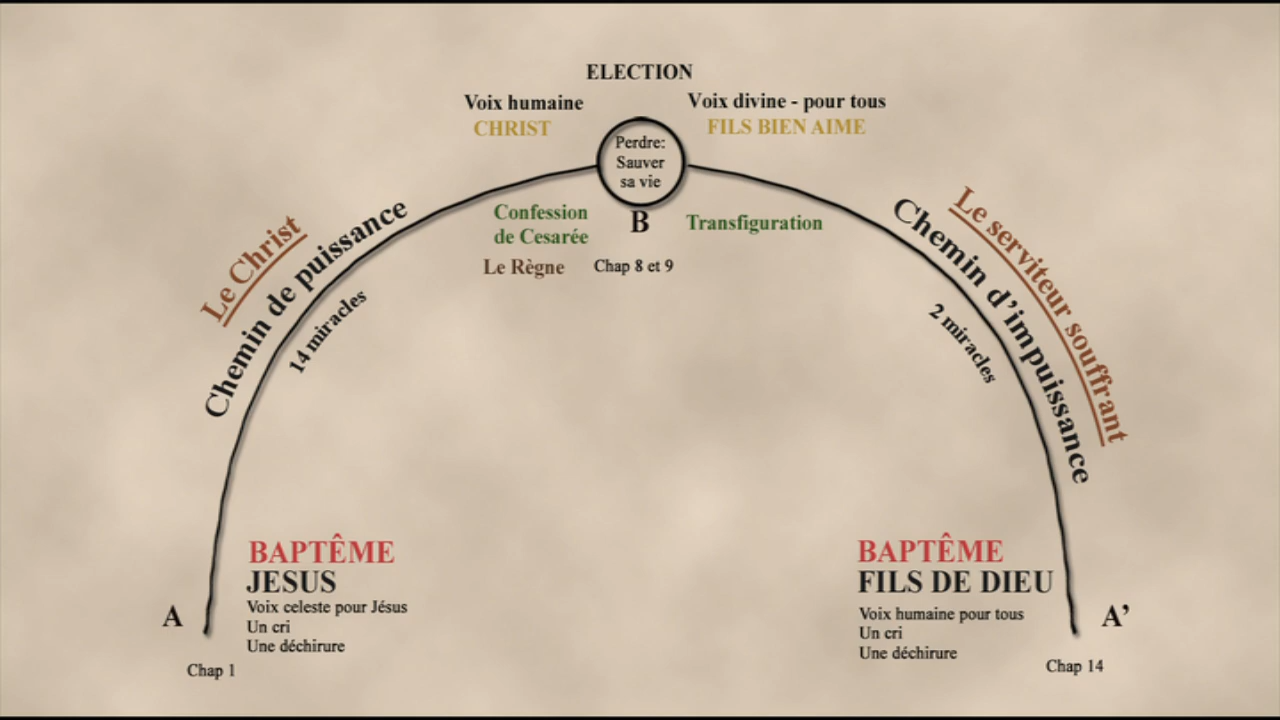 ELECTION
Voix humaine
CHRIST
Voix divine - pour tous
FILS BIEN AIME
Perdre:
Sauver
sa vie
B
Chap 8 et 9
Confession
de Cesarée
Le Règne
Transfiguration
Le Christ
Chemin de puissance
14 miracles
Le serviteur souffrant
Chemin d'impuissance
2 miracles
A
BAPTÊME
JESUS
Voix celeste pour Jésus
Un cri
Une déchirure
Chap 1
BAPTÊME
FILS DE DIEU
Voix humaine pour tous
Un cri
Une déchirure
A’
Chap 14